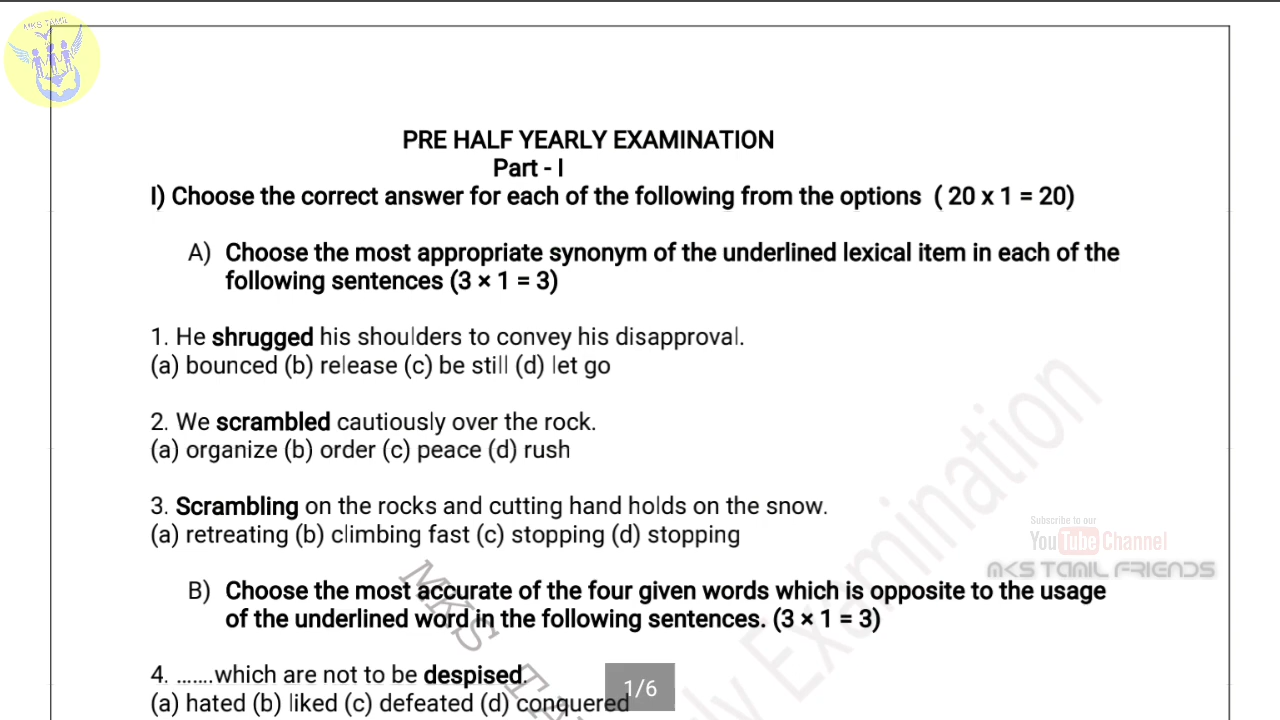 MKS TAMIL
PRE HALF YEARLY EXAMINATION
Part - I
I) Choose the correct answer for each of the following from the options ( 20 x 1 = 20)
A) Choose the most appropriate synonym of the underlined lexical item in each of the
following sentences (3 × 1 = 3)
1. He shrugged his shoulders to convey his disapproval.
(a) bounced (b) release (c) be still (d) let go
2. We scrambled cautiously over the rock.
(a) organize (b) order (c) peace (d) rush
3. Scrambling on the rocks and cutting hand holds on the snow.
(a) retreating (b) climbing fast (c) stopping (d) stopping
Subscribe to our
YouTube Channel
MKS TAMIL FRIENDS
B) Choose the most accurate of the four given words which is opposite to the usage
of the underlined word in the following sentences. (3 × 1 = 3)
4. .......which are not to be despised.
(a) hated (b) liked (c) defeated (d) conquered
1/6
MKS
Examination